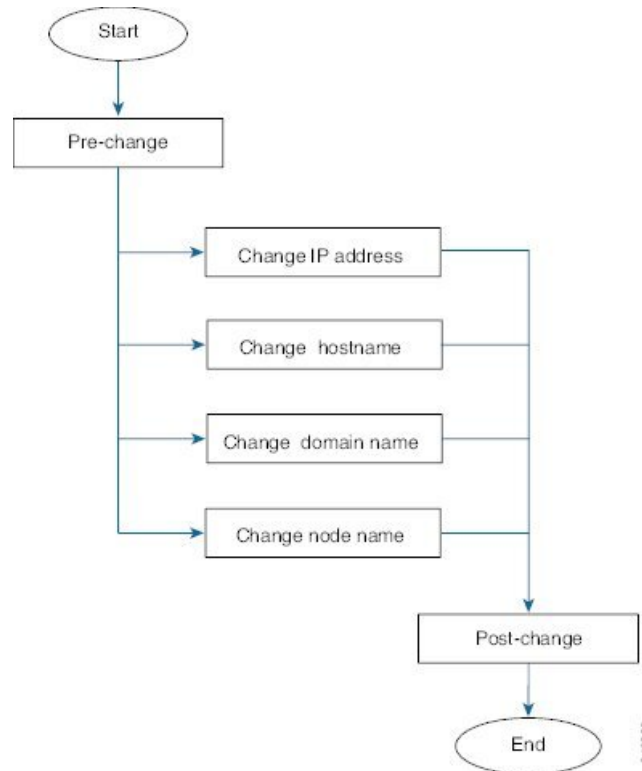 Start
Pre-change
Change IP address
Change hostname
Change domain name
Change node name
Post-change
End